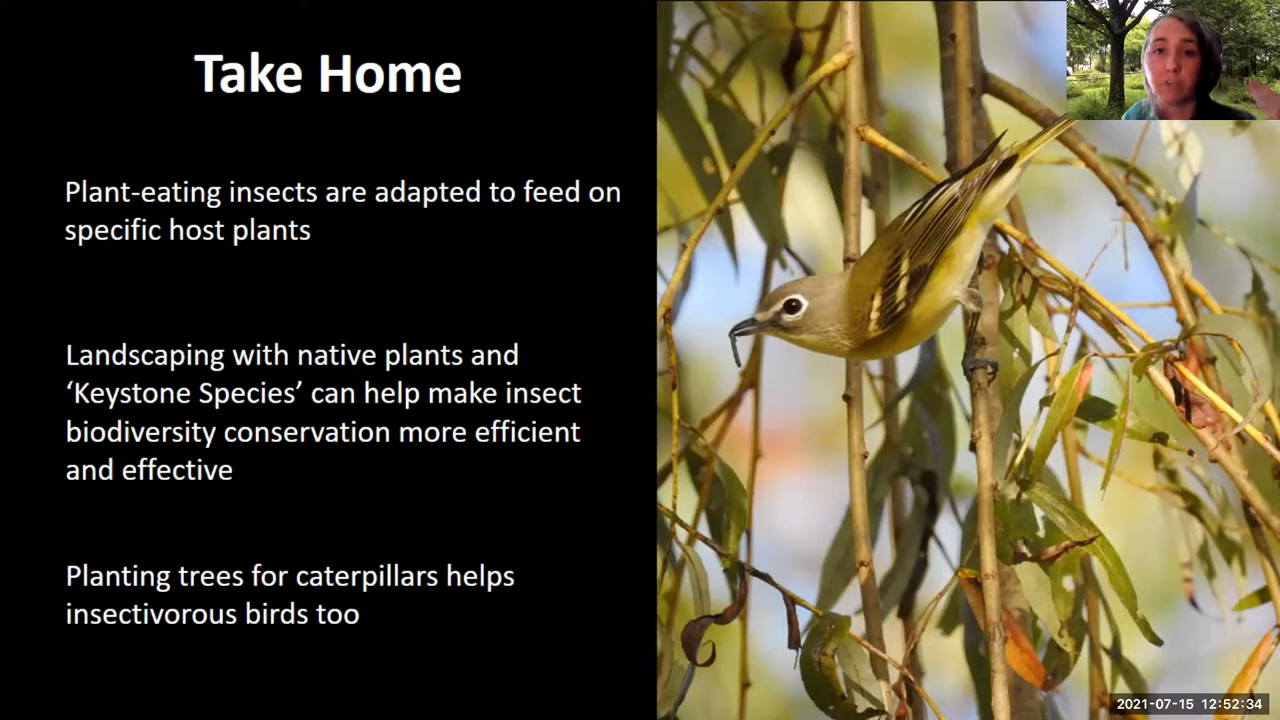 Take Home
Plant-eating insects are adapted to feed on
specific host plants
Landscaping with native plants and
‘Keystone Species’ can help make insect
biodiversity conservation more efficient
and effective
Planting trees for caterpillars helps
insectivorous birds too
2021-07-15 12:52:34